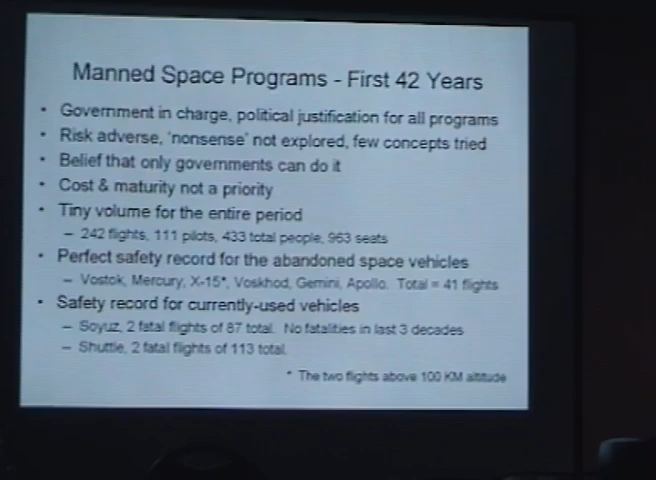 Manned Space Programs - First 42 Years
• Government in charge, political justification for all programs
• Risk adverse, 'nonsense' not explored, few concepts tried
• Belief that only governments can do it
• Cost & maturity not a priority
• Tiny volume for the entire period
– 242 flights, 111 pilots, 433 total people, 963 seats
• Perfect safety record for the abandoned space vehicles
– Vostok, Mercury, X-15*, Voskhod, Gemini, Apollo. Total = 41 flights
• Safety record for currently-used vehicles
– Soyuz, 2 fatal flights of 87 total. No fatalities in last 3 decades
– Shuttle, 2 fatal flights of 113 total.
* The two flights above 100 KM altitude